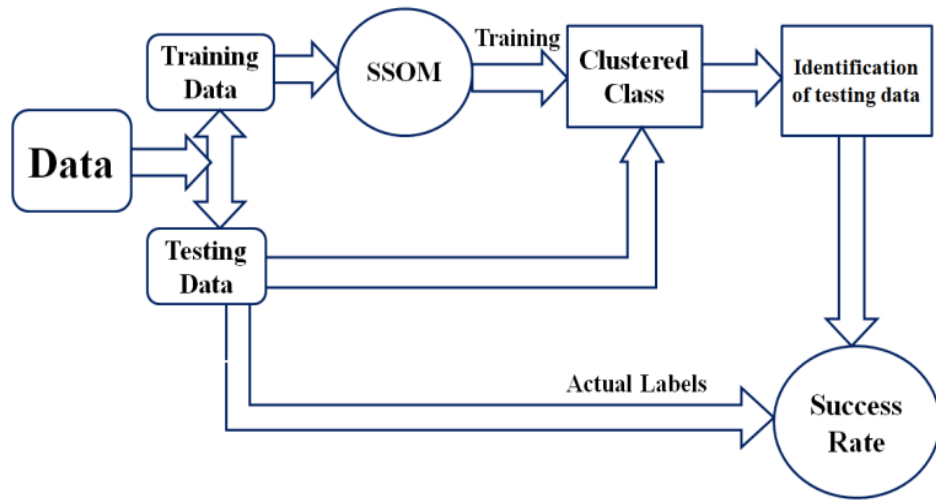 Training
Data
SSOM
Training
Clustered
Class
Identification
of testing data
Data
Testing
Data
Actual Labels
Success
Rate